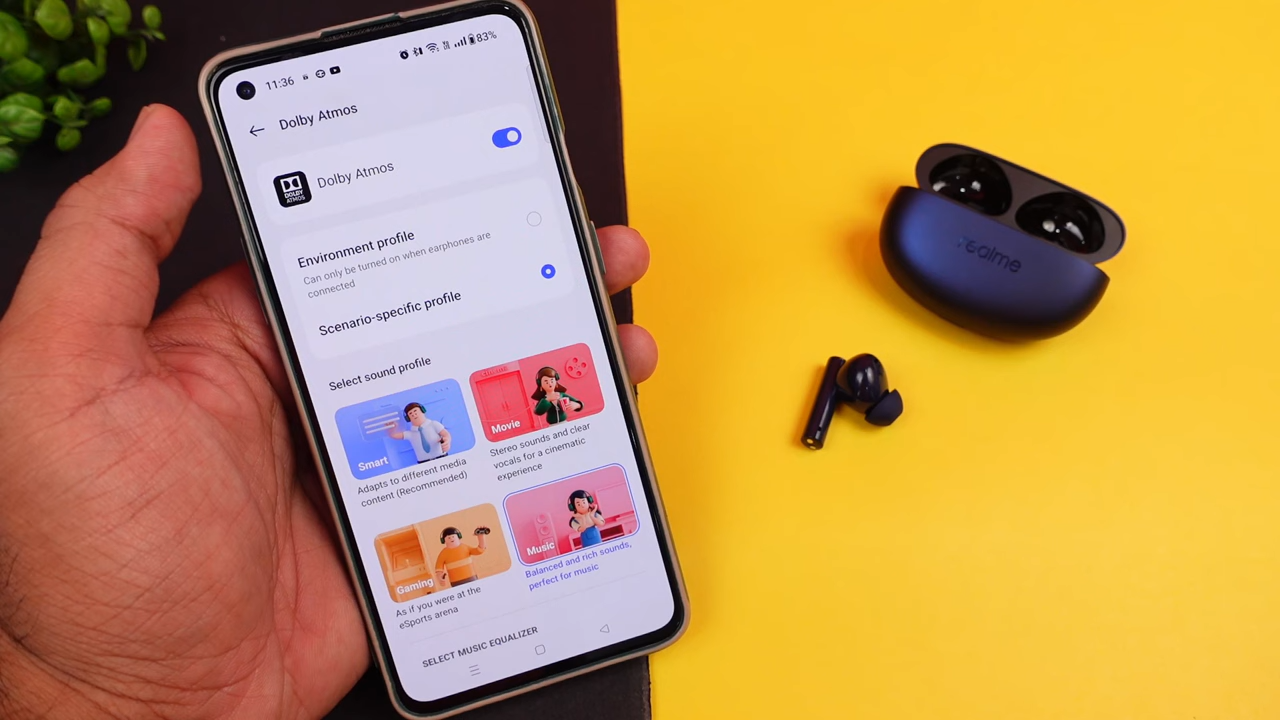 11:36
83%
Dolby Atmos
DOLBY
ATMOS
Dolby Atmos
Environment profile
Can only be turned on when earphones are
connected
Scenario-specific profile
Select sound profile
Smart
Adapts to different media
content (Recommended)
Movie
Stereo sounds and clear
vocals for a cinematic
experience
Gaming
As if you were at the
eSports arena
Music
Balanced and rich sounds,
perfect for music
SELECT MUSIC EQUALIZER
realme